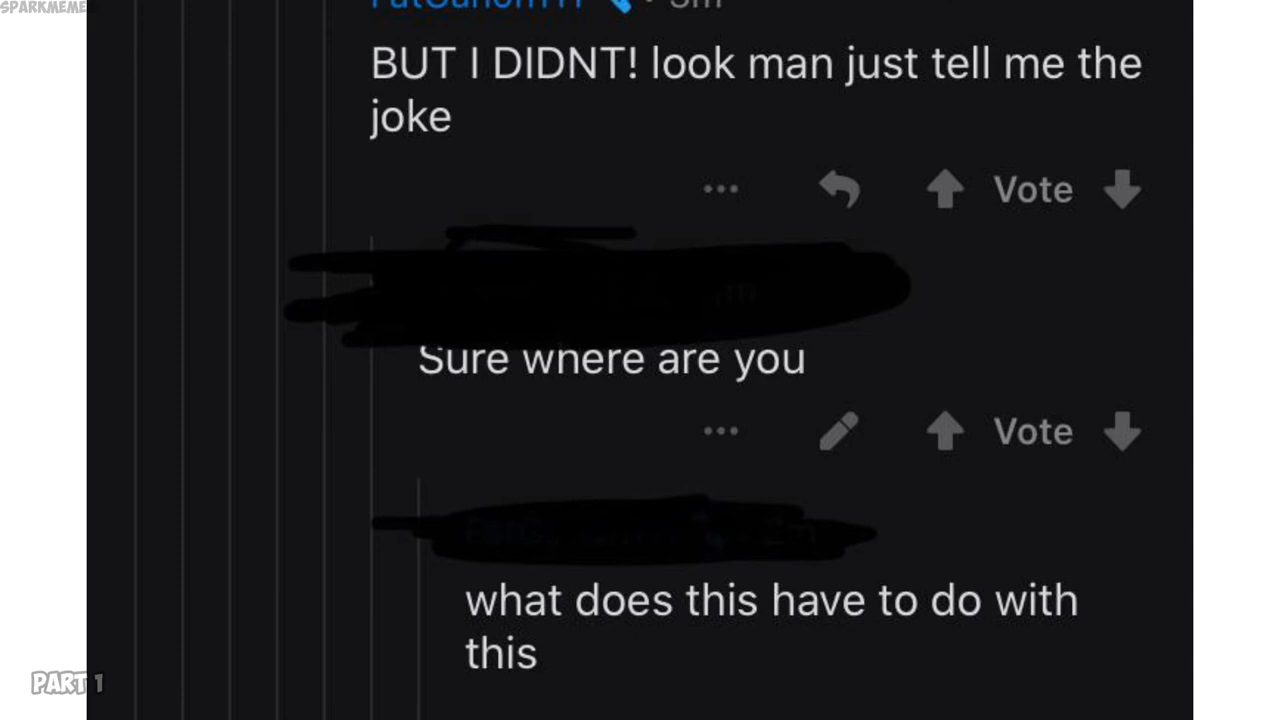 SPARKMEME
BUT I DIDNT! look man just tell me the
joke
Vote
Sure where are you
Vote
what does this have to do with
this
PART 1